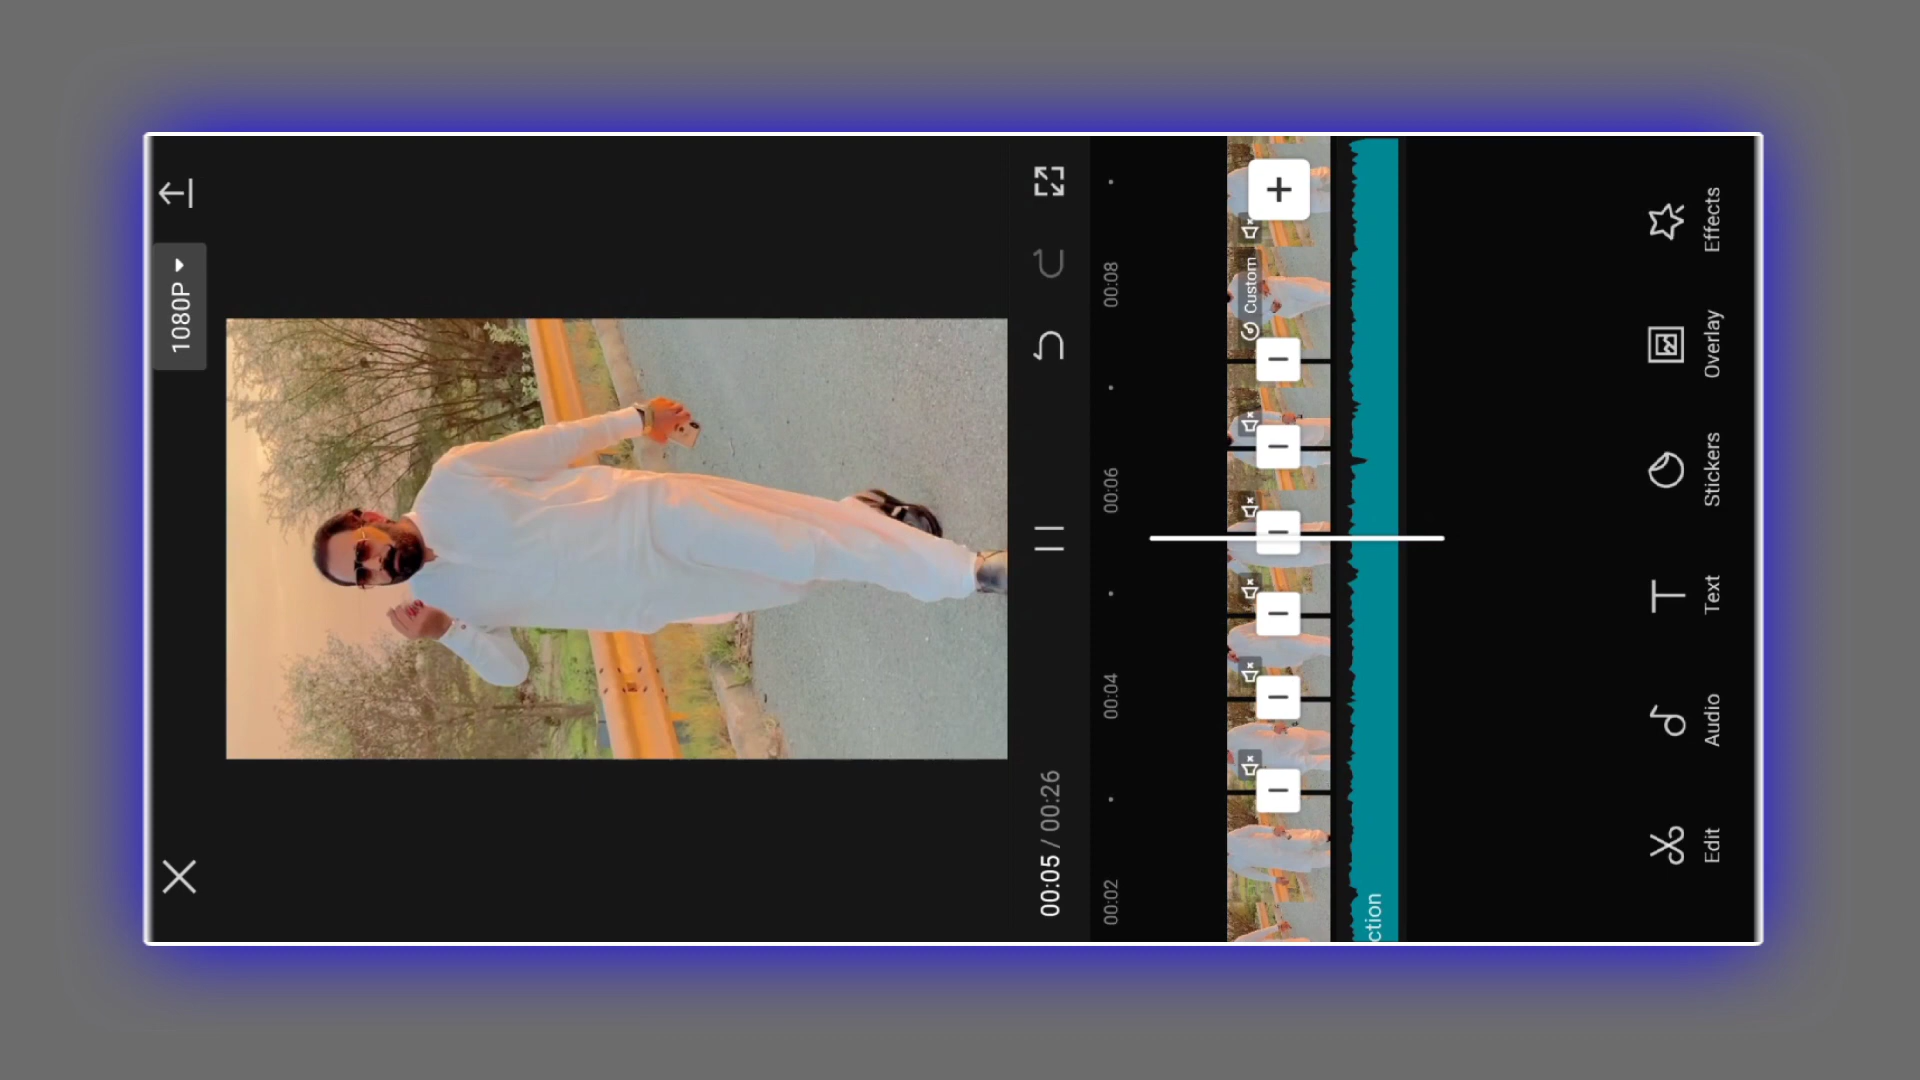 1080P
00:05 / 00:26
00:02
00:04
00:06
00:08
Custom
ction
Edit
Audio
Text
Stickers
Overlay
Effects